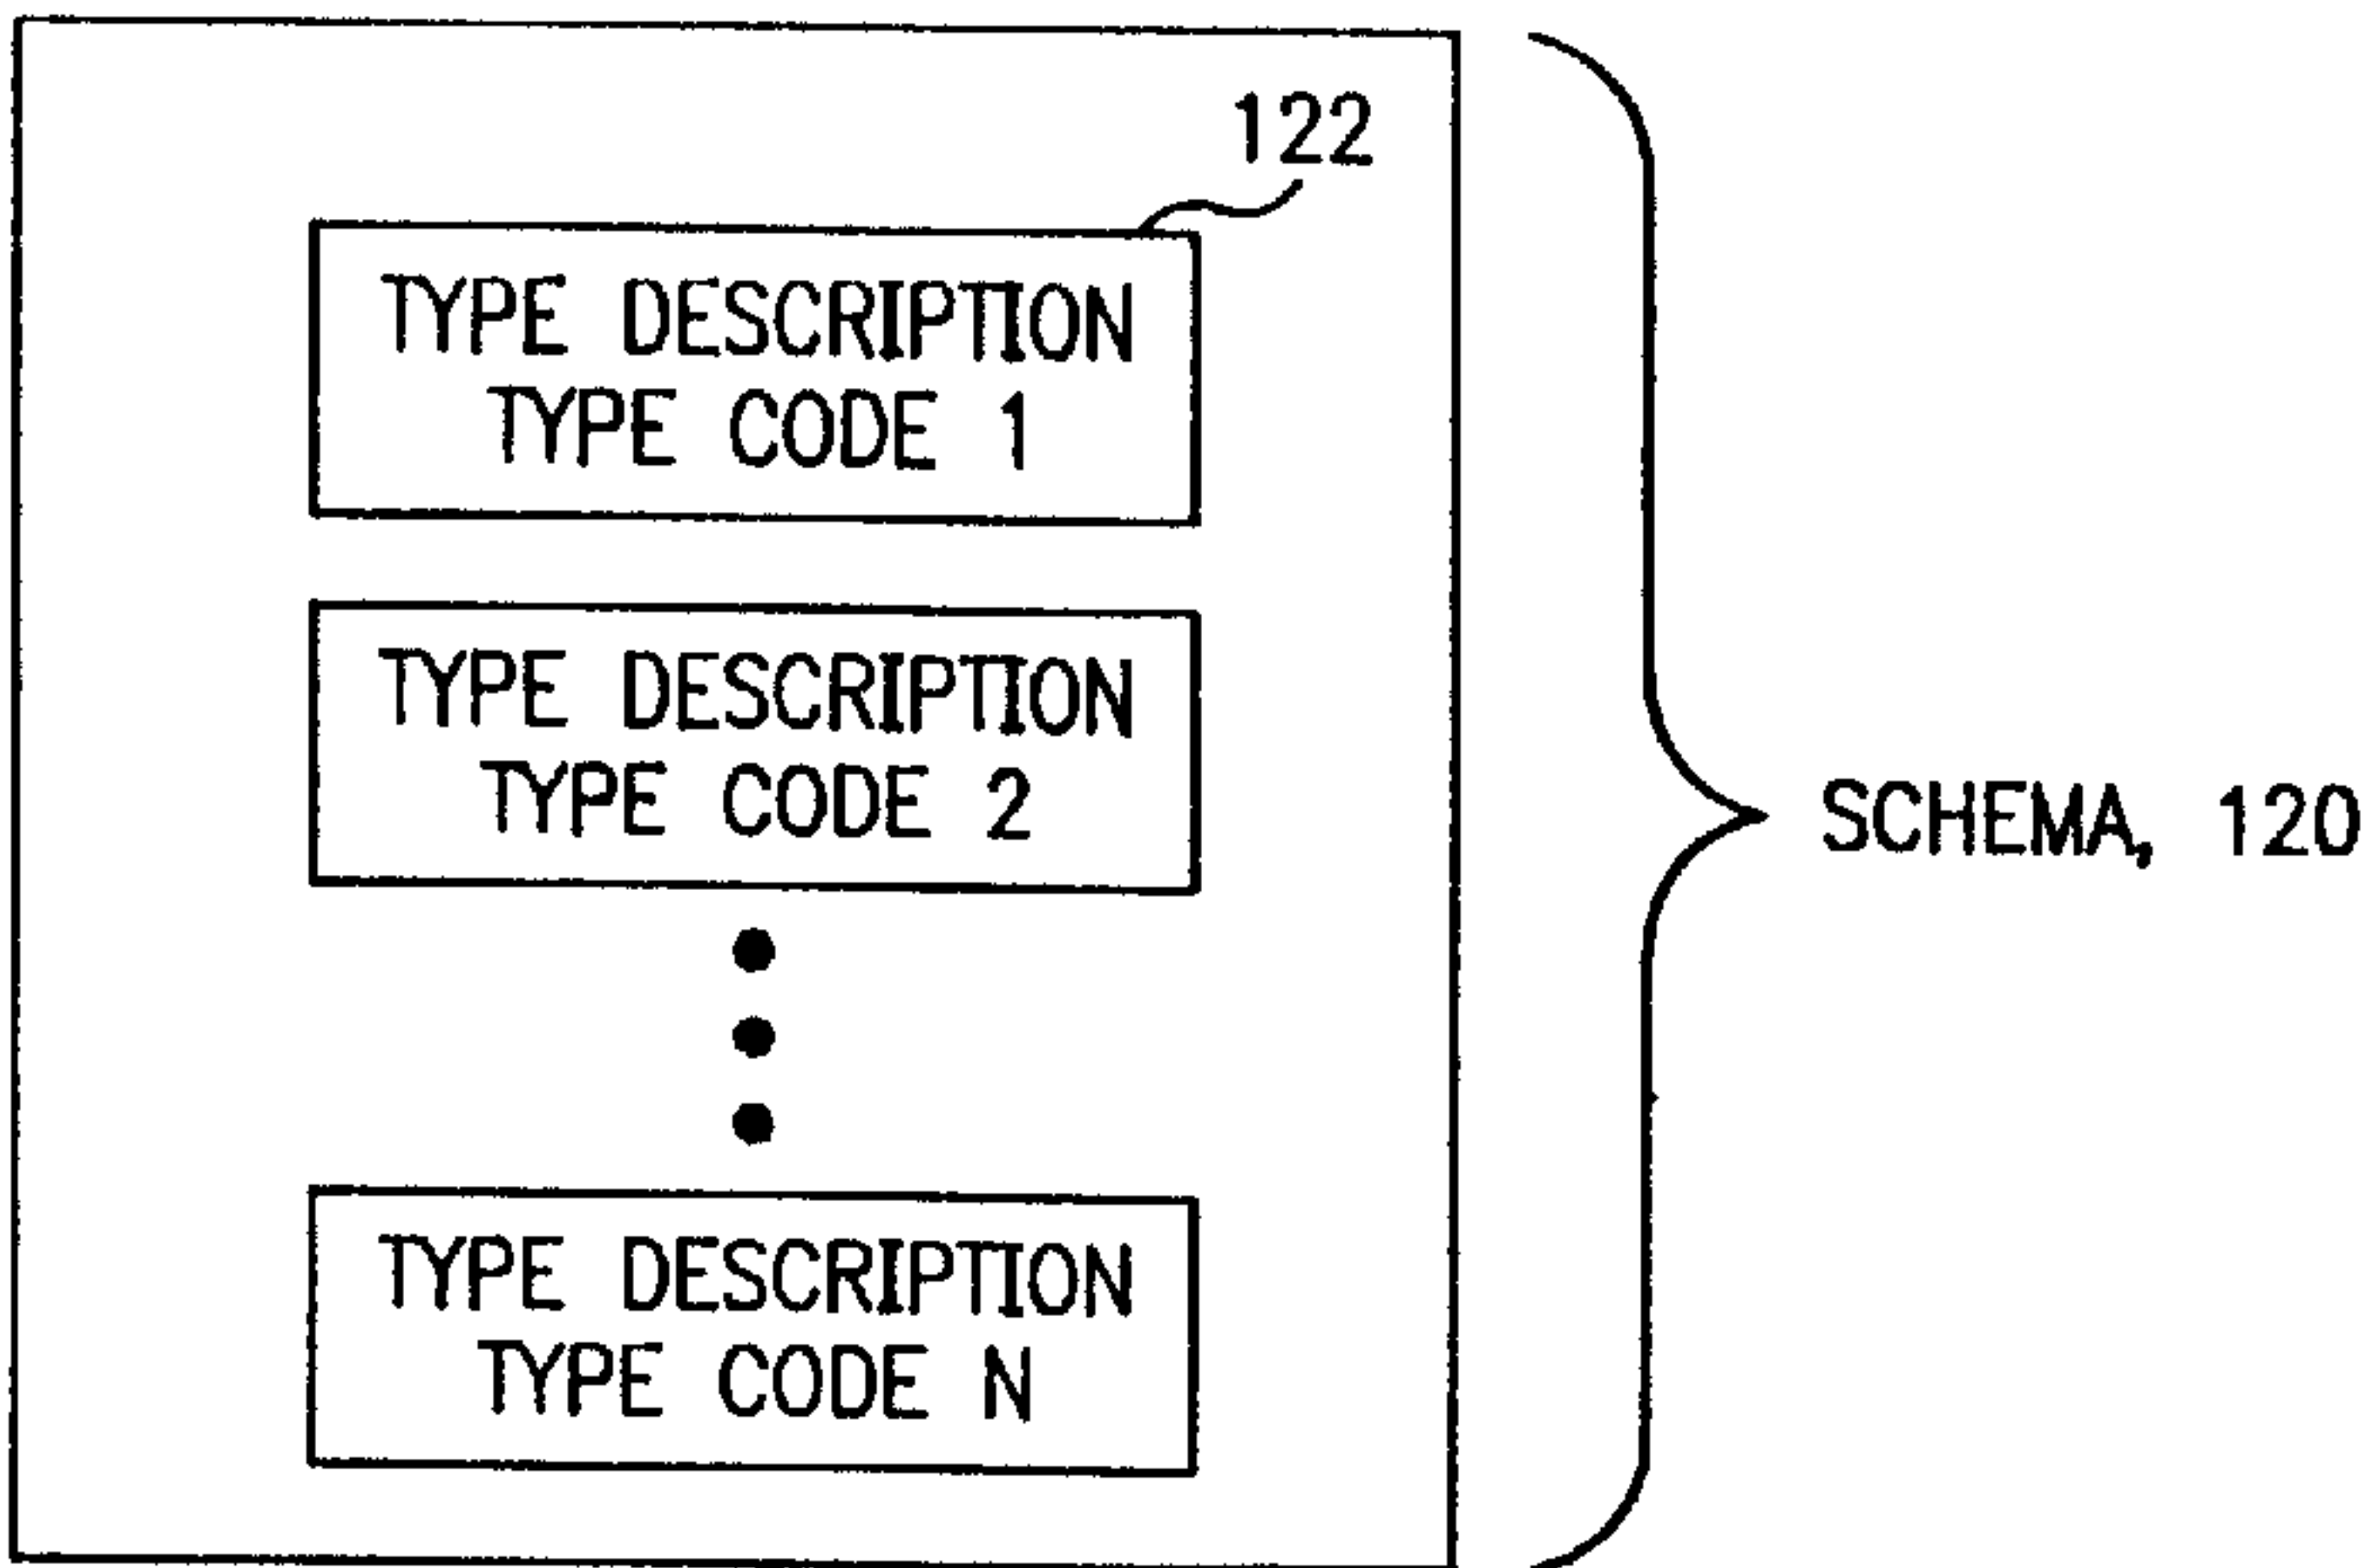 122
TYPE DESCRIPTION
TYPE CODE 1
TYPE DESCRIPTION
TYPE CODE 2
SCHEMA, 120
TYPE DESCRIPTION
TYPE CODE N